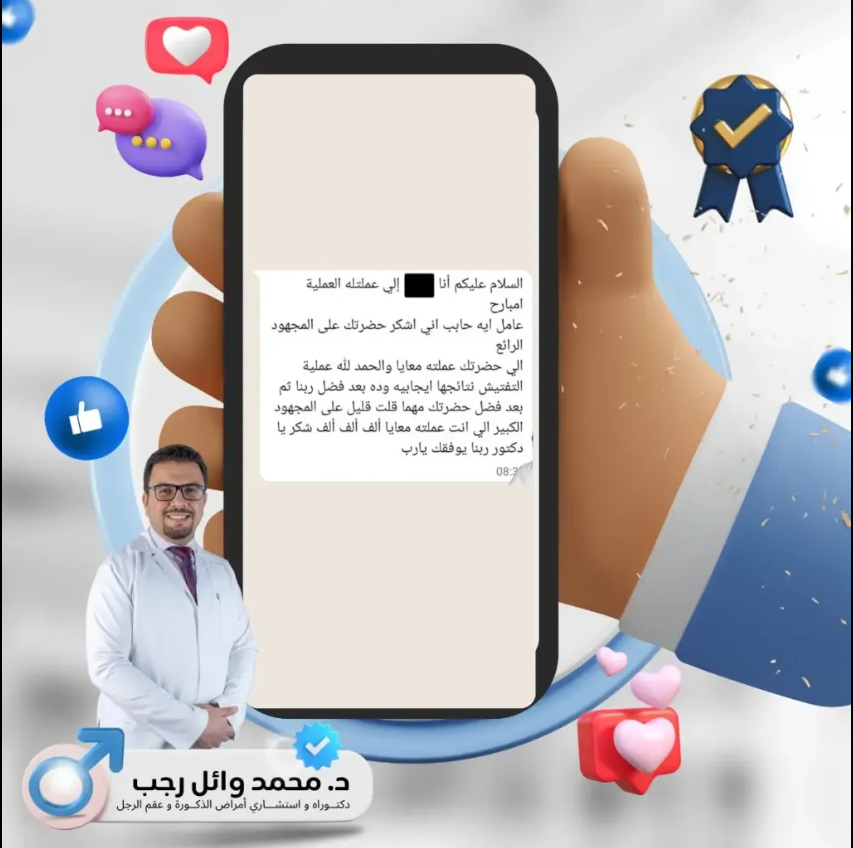 السلام عليكم أنا إلي عملتله العملية
امبارح
عامل ايه حابب اني اشكر حضرتك على المجهود
الرائع
الي حضرتك عملته معايا والحمد لله عملية
التفتيش نتائجها ايجابيه وده بعد فضل ربنا ثم
بعد فضل حضرتك مهما قلت قليل على المجهود
الكبير الي انت عملته معايا ألف ألف ألف شكر يا
دكتور ربنا يوفقك يارب
د. محمد وائل رجب
دكتـوراه و استشـاري أمراض الذكـورة و عقم الرجل